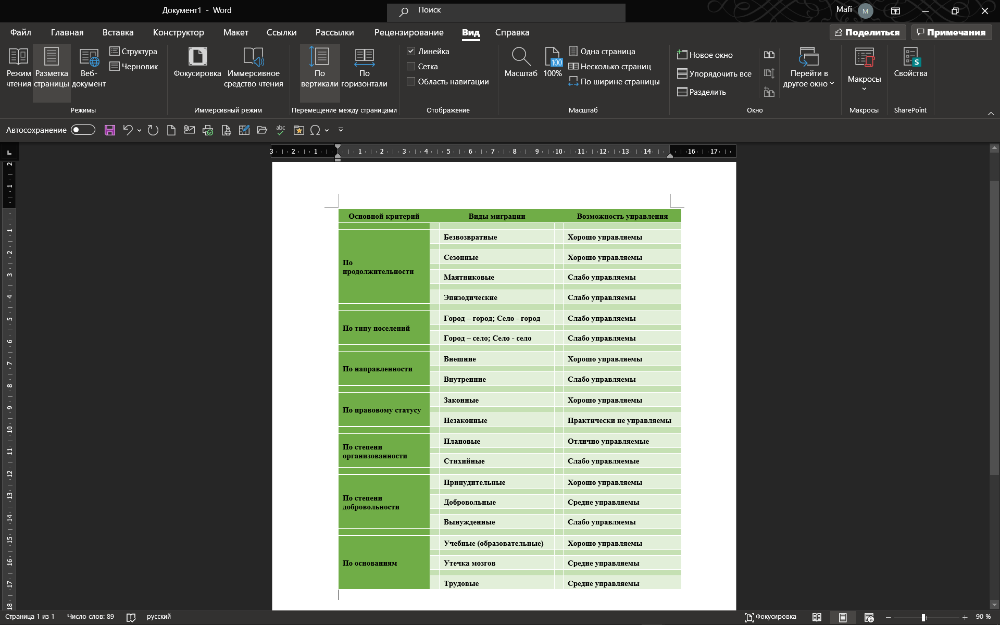 Документ1 - Word
Поиск
Mafi
M
Файл Главная Вставка Конструктор Макет Ссылки Рассылки Рецензирование Вид Справка
Поделиться
Примечания
Режим чтения
Разметка страницы
Веб-документ
Структура
Черновик
Режимы
Фокусировка
Иммерсивное средство чтения
Иммерсивный режим
По вертикали
По горизонтали
Перемещение между страницами
Линейка
Сетка
Область навигации
Отображение
Масштаб
100
100%
Одна страница
Несколько страниц
По ширине страницы
Масштаб
Новое окно
Упорядочить все
Разделить
Перейти в другое окно
Окно
Макросы
Макросы
S
Свойства
SharePoint
Автосохранение
abc
3 2 1 1 2 3 4 5 6 7 8 9 10 11 12 13 14 16 17
2 1 1 2 3 4 5 6 7 8 9 10 11 12 13 14 15 16 17 18
Основной критерий Виды миграции Возможность управления
По продолжительности
Безвозвратные Хорошо управляемы
Сезонные Хорошо управляемы
Маятниковые Слабо управляемы
Эпизодические Слабо управляемы
По типу поселений
Город – город; Село - город Слабо управляемы
Город – село; Село - село Слабо управляемы
По направленности
Внешние Хорошо управляемы
Внутренние Слабо управляемы
По правовому статусу
Законные Хорошо управляемы
Незаконные Практически не управляемы
По степени организованности
Плановые Отлично управляемые
Стихийные Слабо управляемые
По степени добровольности
Принудительные Хорошо управляемы
Добровольные Средне управляемы
Вынужденные Слабо управляемы
По основаниям
Учебные (образовательные) Хорошо управляемы
Утечка мозгов Средне управляемы
Трудовые Средне управляемы
Страница 1 из 1 Число слов: 89 русский
Фокусировка
90 %